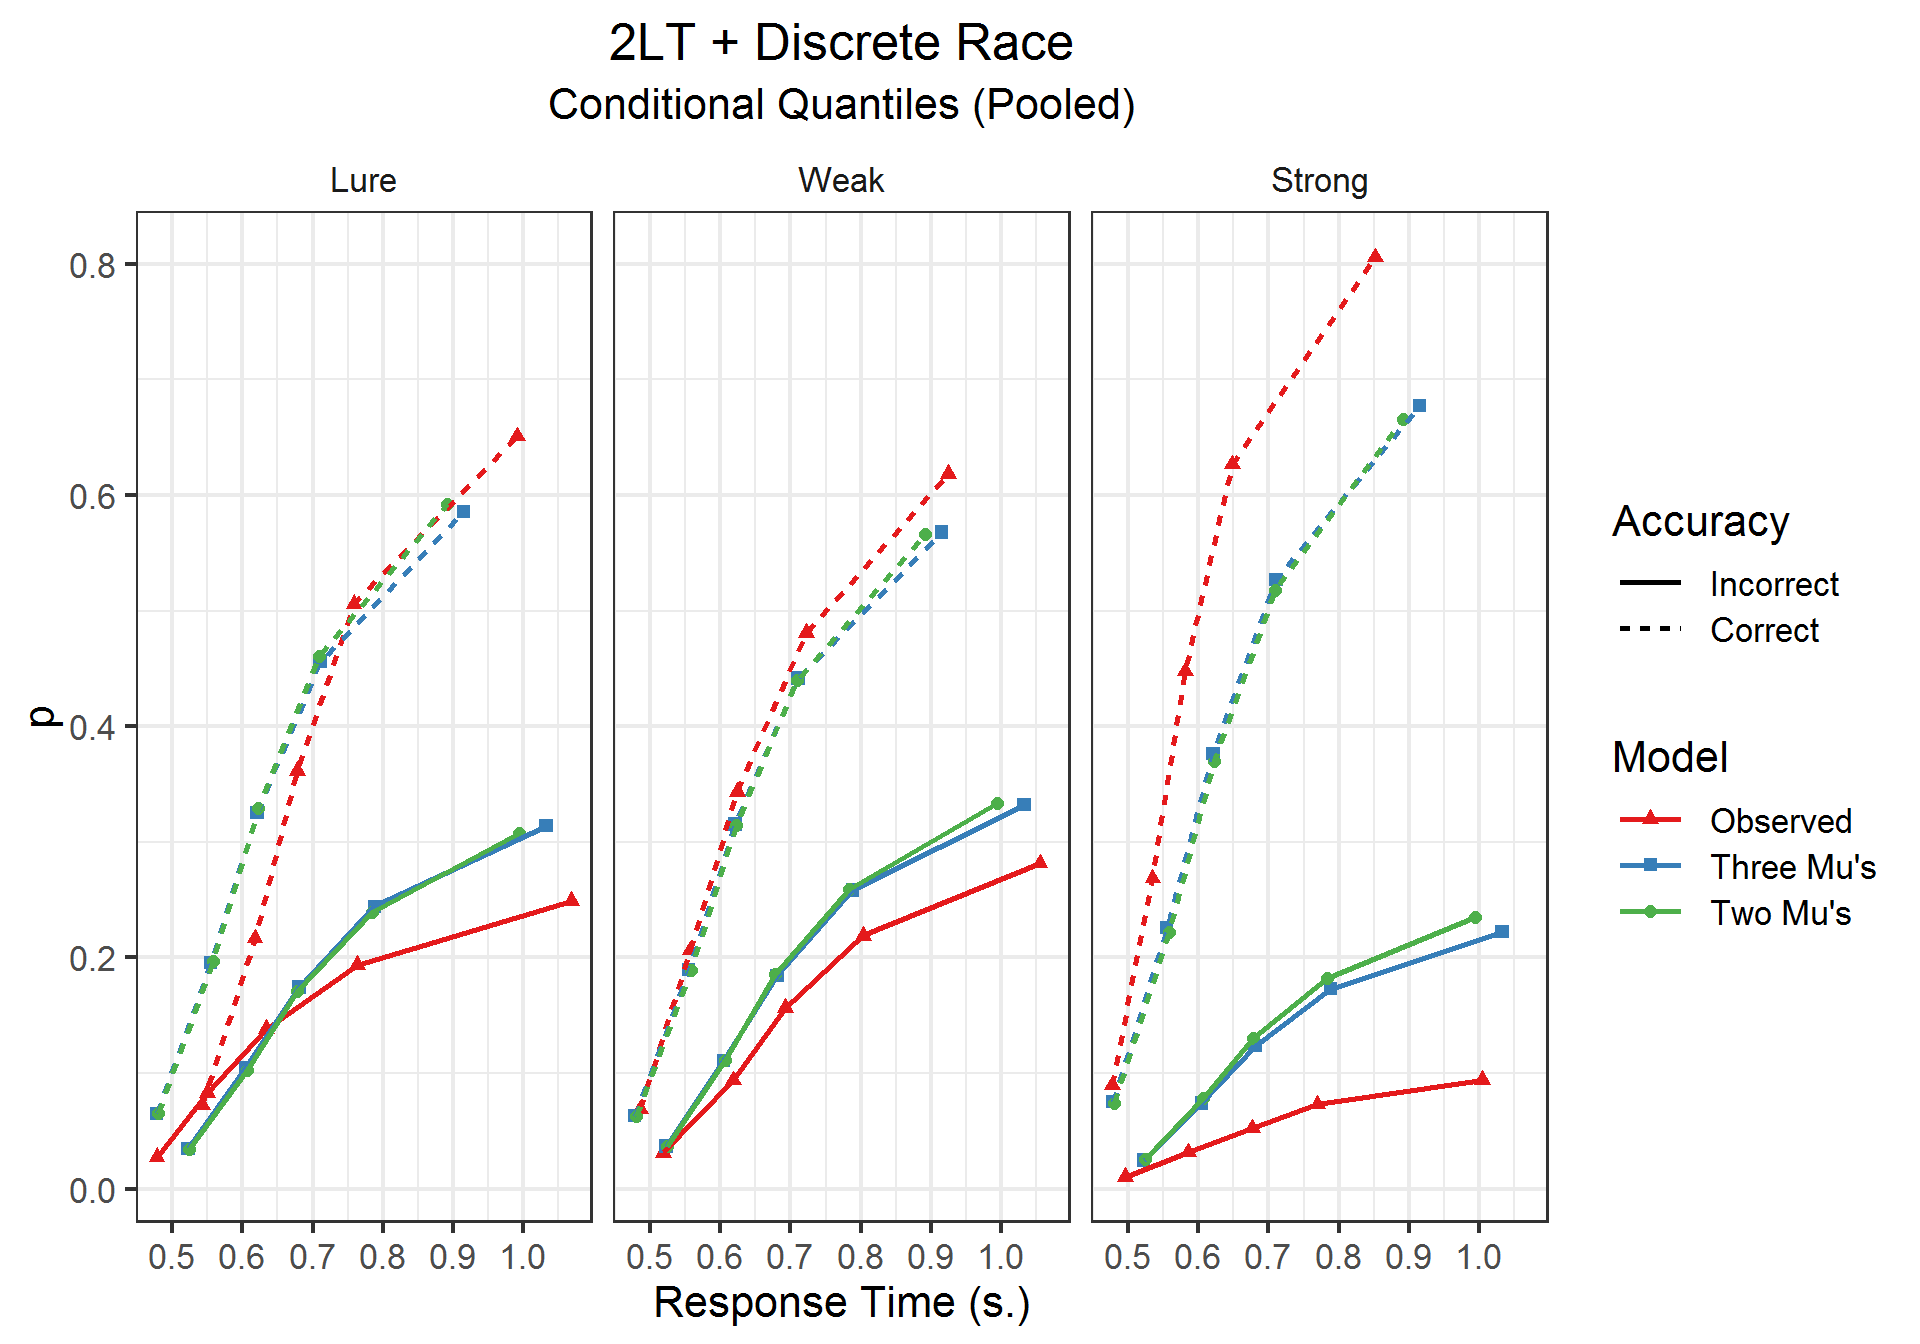 2LT + Discrete Race
Conditional Quantiles (Pooled)
Lure
Weak
Strong
0.8
0.6
0.4
0.2
0.0
p
0.5 0.6 0.7 0.8 0.9 1.0
0.5 0.6 0.7 0.8 0.9 1.0
0.5 0.6 0.7 0.8 0.9 1.0
Response Time (s.)
Accuracy
Incorrect
Correct
Model
Observed
Three Mu's
Two Mu's